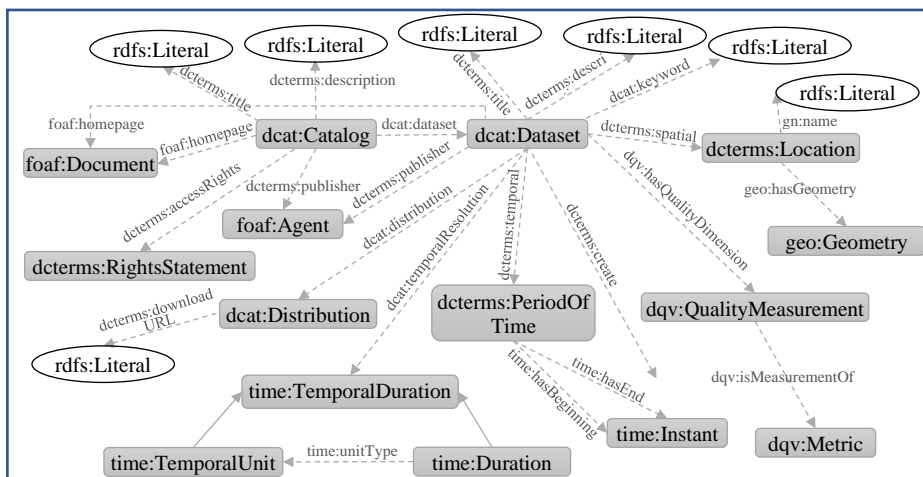 rdfs:Literal
rdfs:Literal
rdfs:Literal
rdfs:Literal
rdfs:Literal
dcterms:title
dcterms:description
dcterms:title
dcterms:descri
dcat:keyword
rdfs:Literal
gn:name
foaf:homepage
foaf:homepage
dcat:Catalog
dcat:dataset
dcat:Dataset
dcterms:spatial
dcterms:Location
foaf:Document
dcterms:accessRights
dcterms:publisher
dcterms:publisher
dcat:distribution
dcat:temporalResolution
dcterms:temporal
dcterms:create
dqv:hasQualityDimension
geo:hasGeometry
foaf:Agent
geo:Geometry
dcterms:RightsStatement
dcterms:download
URL
dcat:Distribution
dcterms:PeriodOf
Time
dqv:QualityMeasurement
rdfs:Literal
time:TemporalDuration
time:hasBeginning
time:hasEnd
dqv:isMeasurementOf
time:Instant
dqv:Metric
time:TemporalUnit
time:unitType
time:Duration